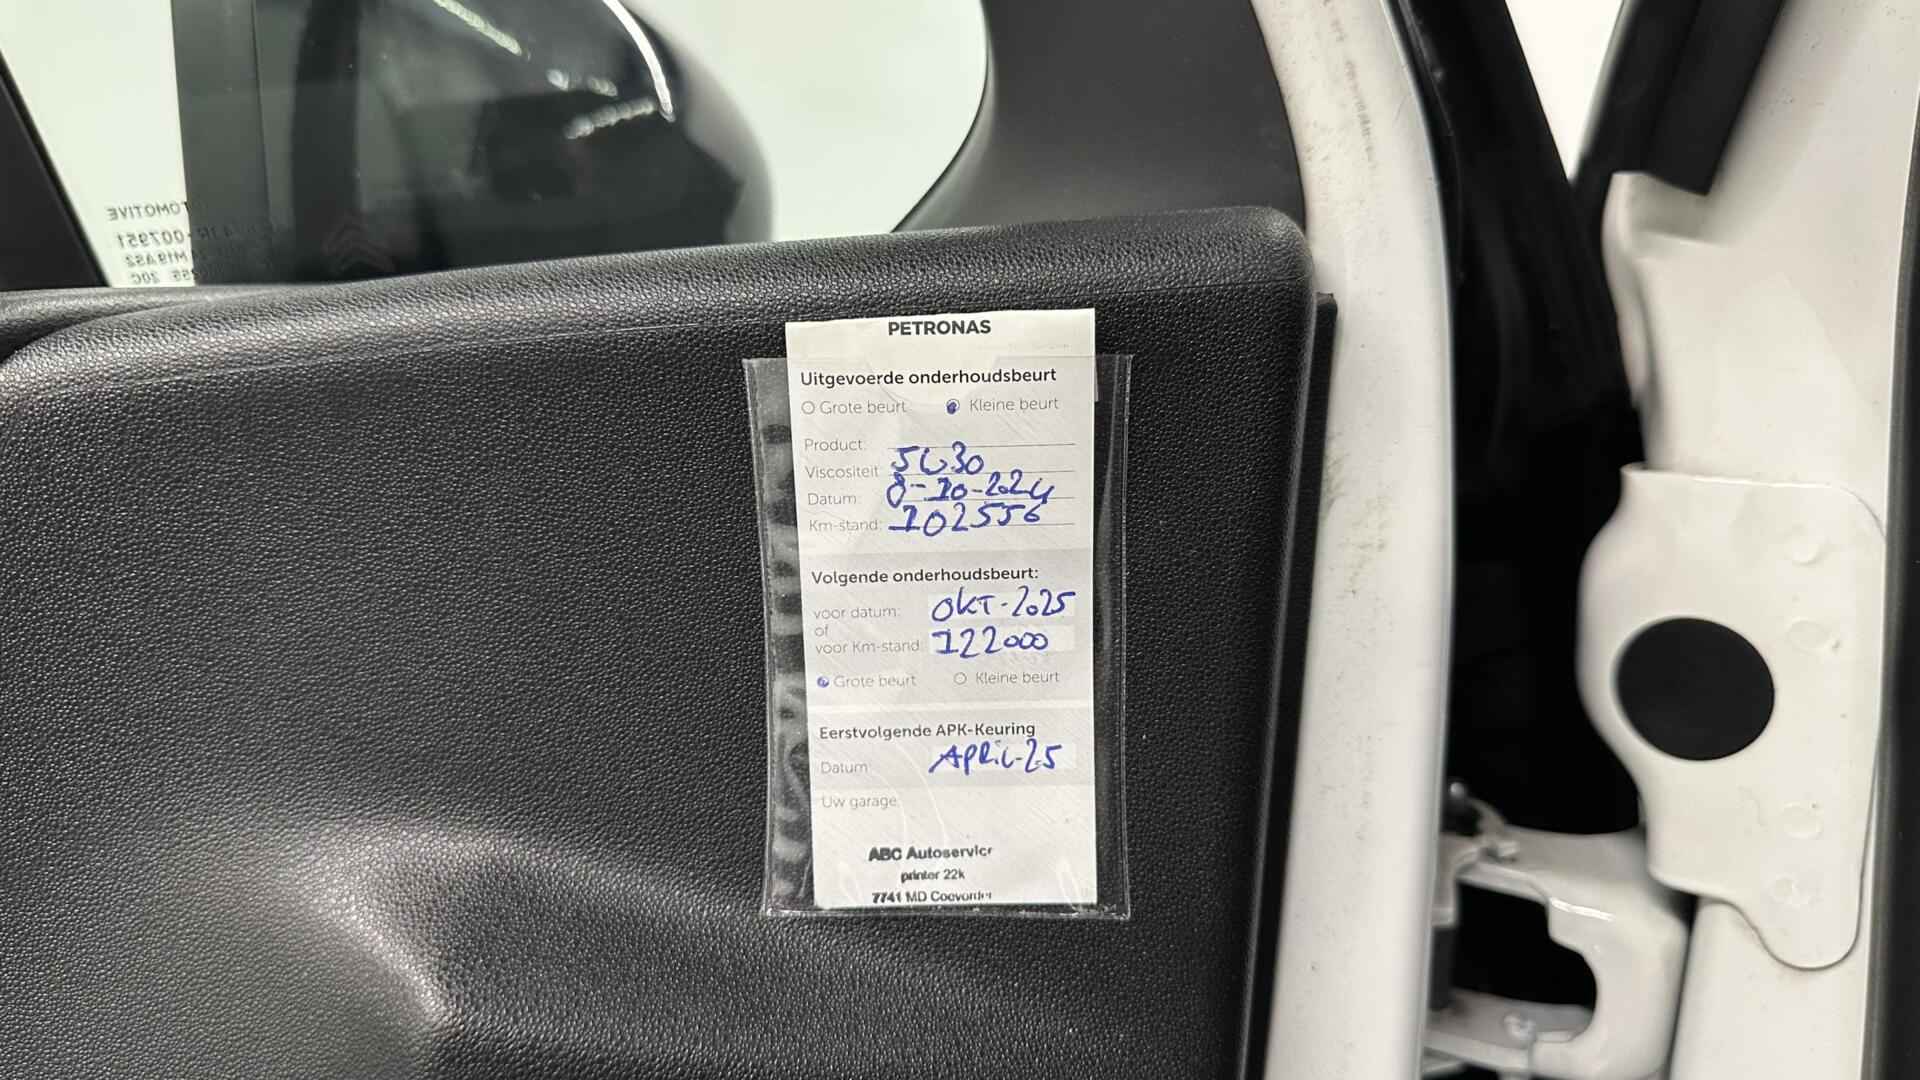 PETRONAS
Uitgevoerde onderhoudsbeurt
Grote beurt Kleine beurt
Product:
Viscositeit: 5W30
Datum: 8-10-2024
Km-stand: 102556
Volgende onderhoudsbeurt:
voor datum: OKT-2025
of
voor Km-stand: 122000
Grote beurt Kleine beurt
Eerstvolgende APK-Keuring
Datum: APRIL-25
Uw garage:
ABC Autoservice
printer 22k
7741 MD Coevorden